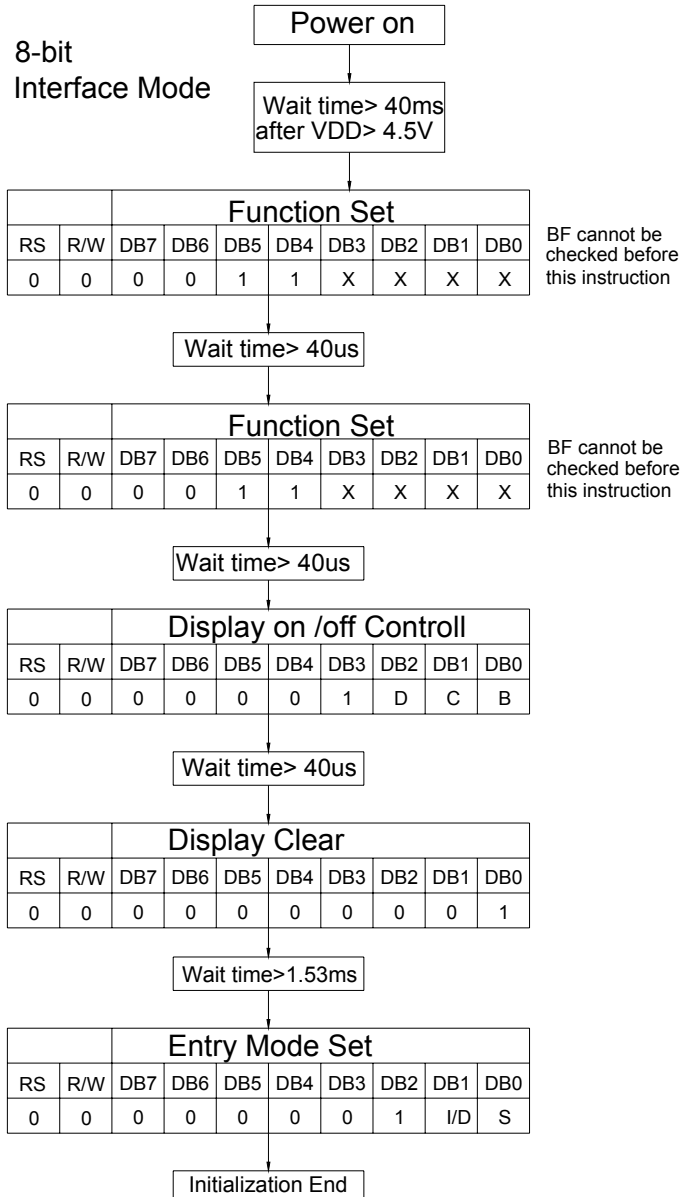 8-bit
Interface Mode
Power on
Wait time> 40ms
after VDD> 4.5V
Function Set
RS R/W DB7 DB6 DB5 DB4 DB3 DB2 DB1 DB0
0 0 0 0 1 1 X X X X
BF cannot be
checked before
this instruction
Wait time> 40us
Function Set
RS R/W DB7 DB6 DB5 DB4 DB3 DB2 DB1 DB0
0 0 0 0 1 1 X X X X
BF cannot be
checked before
this instruction
Wait time> 40us
Display on /off Controll
RS R/W DB7 DB6 DB5 DB4 DB3 DB2 DB1 DB0
0 0 0 0 0 0 1 D C B
Wait time> 40us
Display Clear
RS R/W DB7 DB6 DB5 DB4 DB3 DB2 DB1 DB0
0 0 0 0 0 0 0 0 0 1
Wait time>1.53ms
Entry Mode Set
RS R/W DB7 DB6 DB5 DB4 DB3 DB2 DB1 DB0
0 0 0 0 0 0 0 1 I/D S
Initialization End